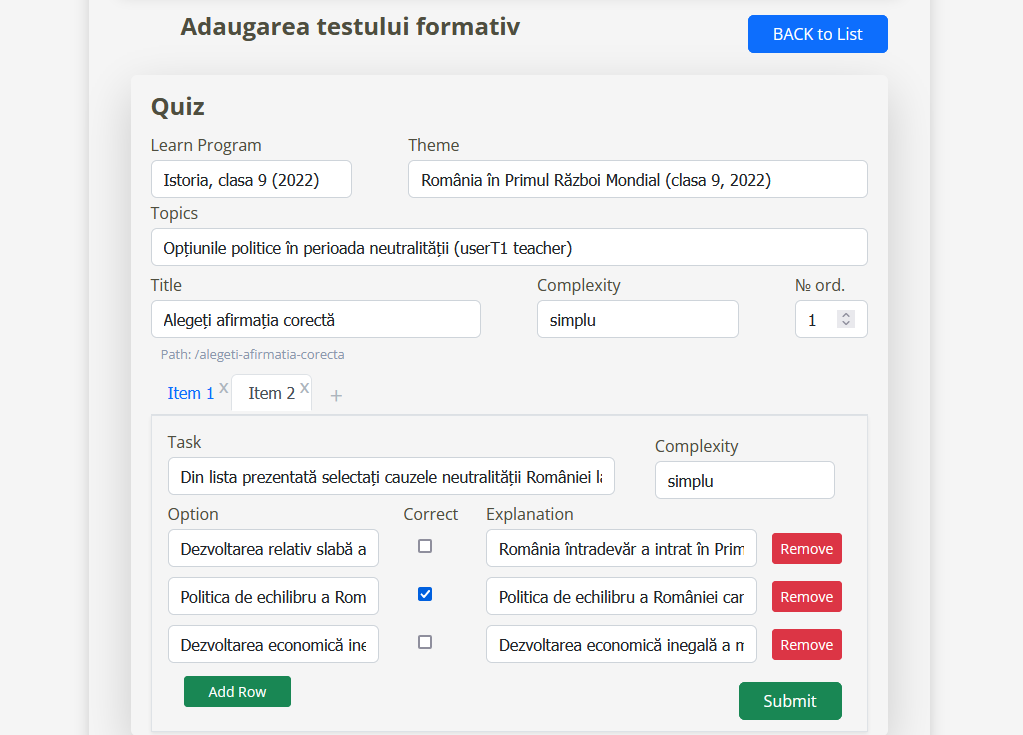 Adaugarea testului formativ
BACK to List
Quiz
Learn Program Theme
Istoria, clasa 9 (2022) România în Primul Război Mondial (clasa 9, 2022)
Topics
Opțiunile politice în perioada neutralității (userT1 teacher)
Title Complexity № ord.
Alegeți afirmația corectă simplu 1
Path: /alegeti-afirmatia-corecta
Item 1 X Item 2 X +
Task Complexity
Din lista prezentată selectați cauzele neutralității României simplu
Option Correct Explanation
Dezvoltarea relativ slabă a România întradevăr a intrat în Prim Remove
Politica de echilibru a Rom Politica de echilibru a României car Remove
Dezvoltarea economică ine Dezvoltarea economică inegală a m Remove
Add Row Submit